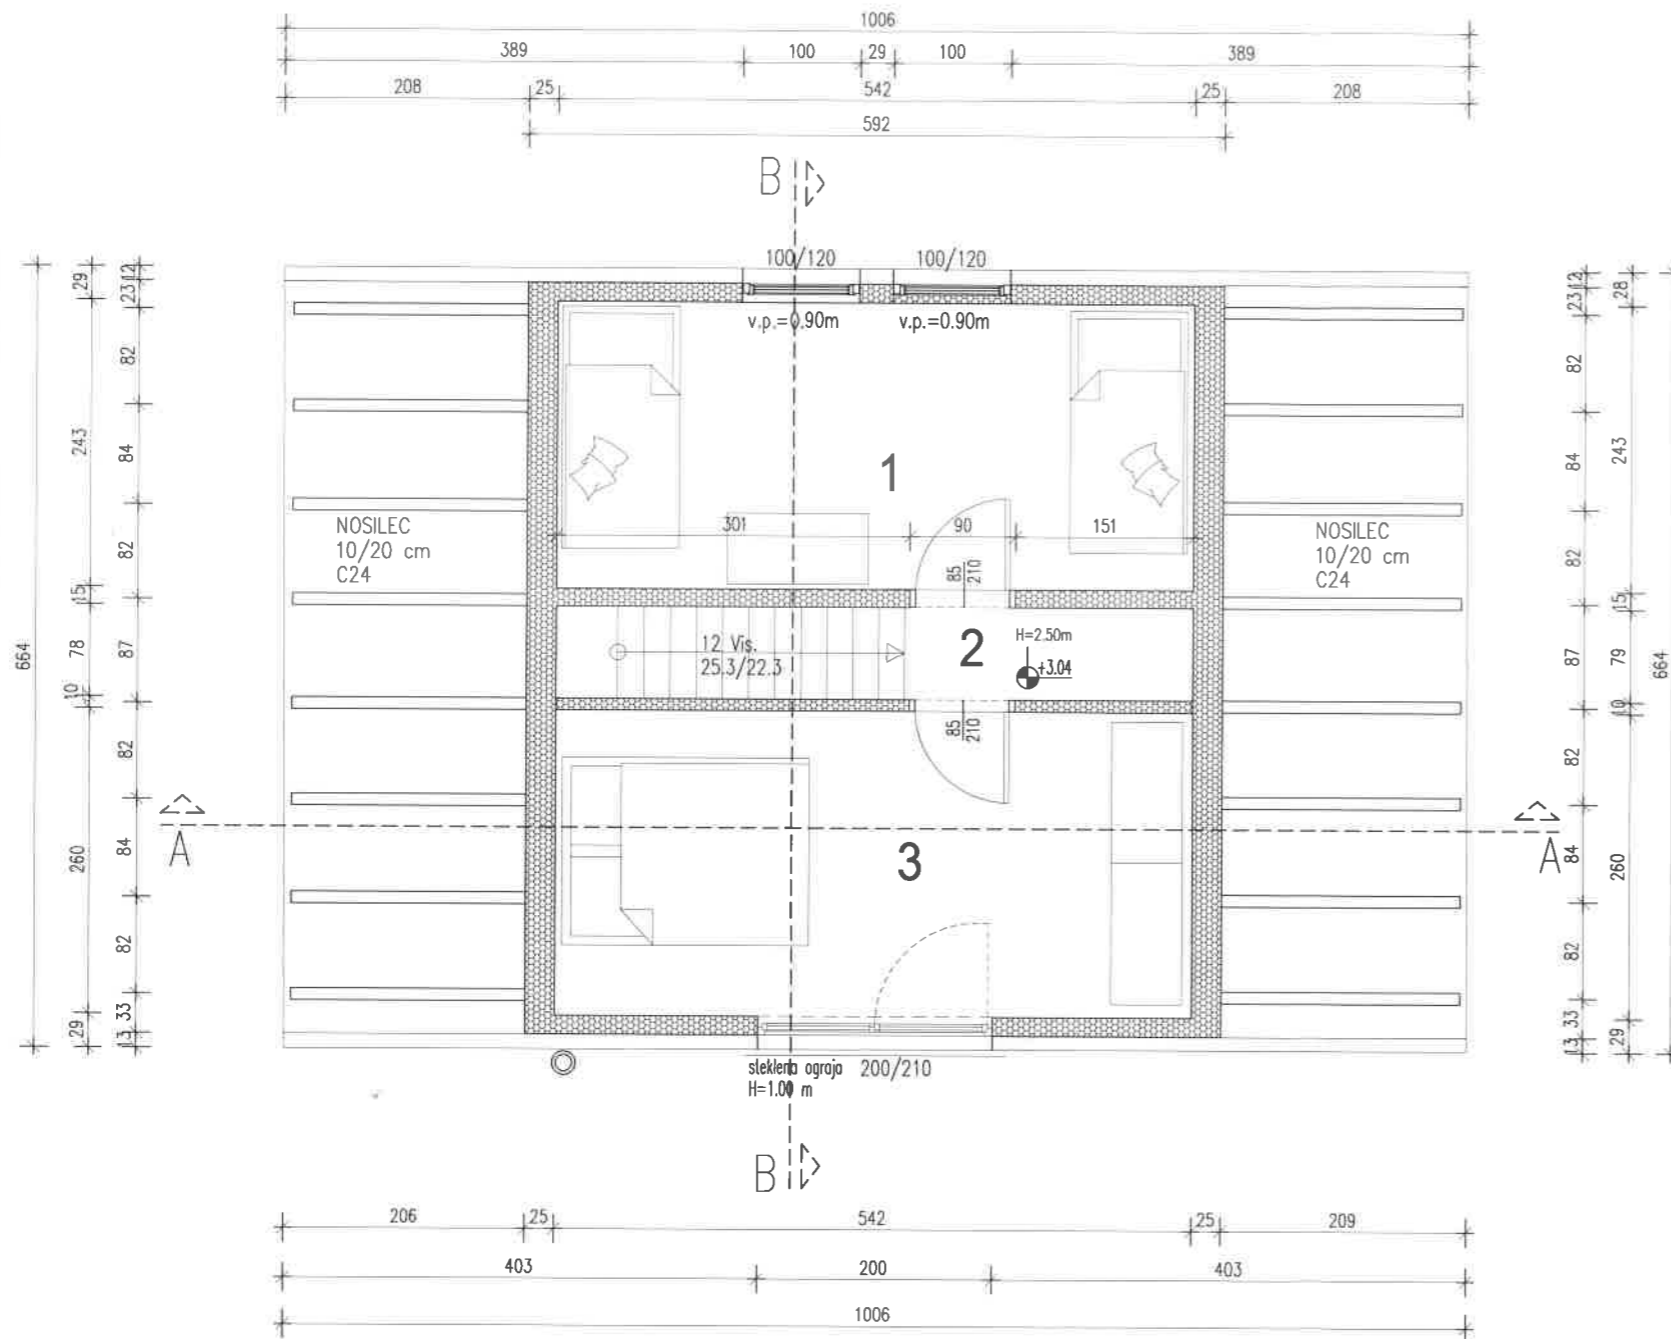 1006
389 100 29 100 389
208 25 542 25 208
592
B
100/120 100/120
v.p.=0.90m v.p.=0.90m
664
29 243 15 78 10 260 29
12 23 82 84 82 87 82 84 82 33 13
12 23 82 84 82 87 82 84 82 33 13
28 243 15 79 10 260 29
664
1
301 90 151
NOSILEC
10/20 cm
C24
NOSILEC
10/20 cm
C24
85
210
12 Viš.
25.3/22.3
2
H=2.50m
+3.04
85
210
A
A
3
steklena ograja
H=1.00 m
200/210
B
206 25 542 25 209
403 200 403
1006